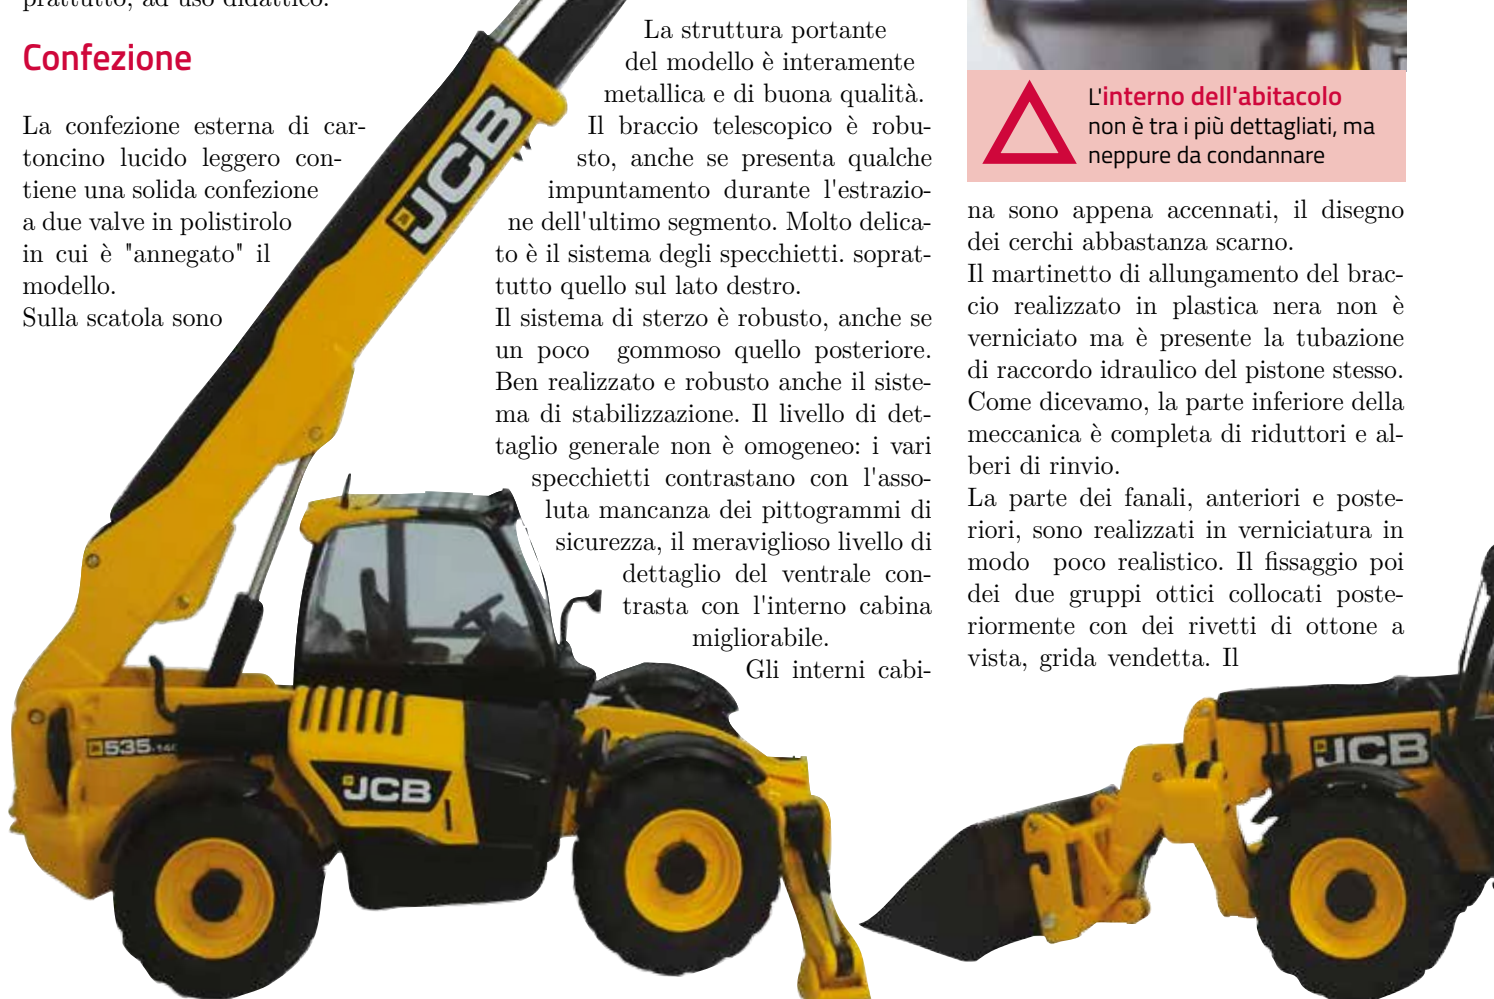 prattutto, ad uso didattico.
Confezione
La confezione esterna di car-
toncino lucido leggero con-
tiene una solida confezione
a due valve in polistirolo
in cui è "annegato" il
modello.
Sulla scatola sono
La struttura portante
del modello è interamente
metallica e di buona qualità.
Il braccio telescopico è robu-
sto, anche se presenta qualche
impuntamento durante l'estrazio-
ne dell'ultimo segmento. Molto delica-
to è il sistema degli specchietti. soprat-
tutto quello sul lato destro.
Il sistema di sterzo è robusto, anche se
un poco gommoso quello posteriore.
Ben realizzato e robusto anche il siste-
ma di stabilizzazione. Il livello di det-
taglio generale non è omogeneo: i vari
specchietti contrastano con l'asso-
luta mancanza dei pittogrammi di
sicurezza, il meraviglioso livello di
dettaglio del ventrale con-
trasta con l'interno cabina
migliorabile.
Gli interni cabi-
L'interno dell'abitacolo
non è tra i più dettagliati, ma
neppure da condannare
na sono appena accennati, il disegno
dei cerchi abbastanza scarno.
Il martinetto di allungamento del brac-
cio realizzato in plastica nera non è
verniciato ma è presente la tubazione
di raccordo idraulico del pistone stesso.
Come dicevamo, la parte inferiore della
meccanica è completa di riduttori e al-
beri di rinvio.
La parte dei fanali, anteriori e poste-
riori, sono realizzati in verniciatura in
modo poco realistico. Il fissaggio poi
dei due gruppi ottici collocati poste-
riormente con dei rivetti di ottone a
vista, grida vendetta. Il
JCB
535-140
JCB
JCB